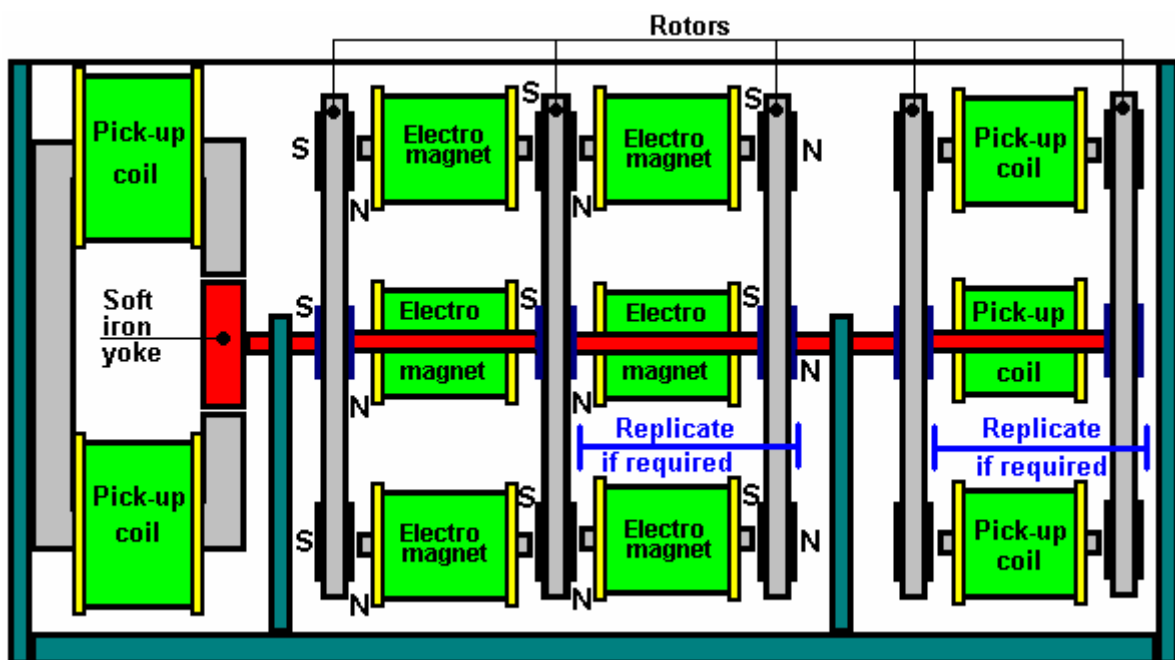 Rotors
S S
Pick-up coil
Electro magnet
Electro magnet
Pick-up coil
S N
N N
Soft iron yoke
S S S
Electro magnet
Electro magnet
Pick-up coil
N N N
Replicate if required
Replicate if required
Pick-up coil
S S
Electro magnet
Electro magnet
Pick-up coil
S N
N N